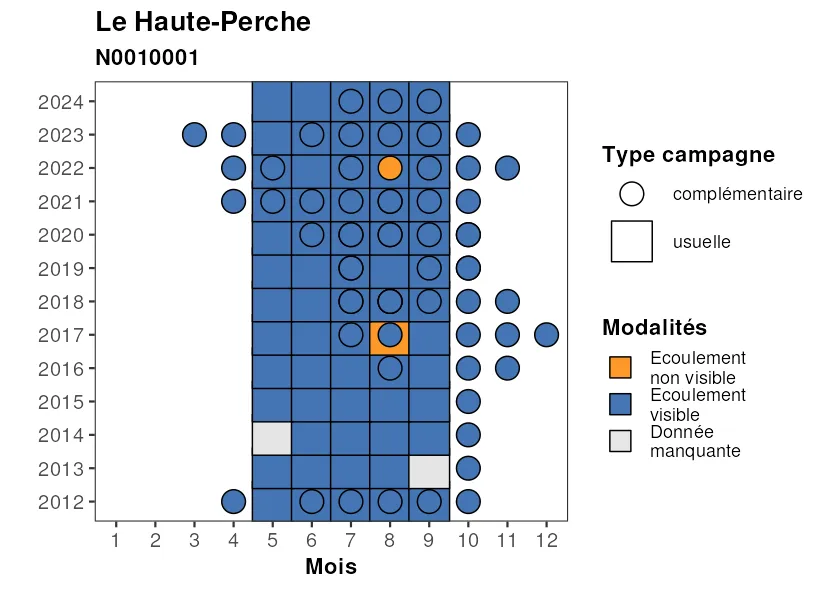 Le Haute-Perche
N0010001
2024
2023
2022
2021
2020
2019
2018
2017
2016
2015
2014
2013
2012
1 2 3 4 5 6 7 8 9 10 11 12
Mois
Type campagne
complémentaire
usuelle
Modalités
Ecoulement
non visible
Ecoulement
visible
Donnée
manquante